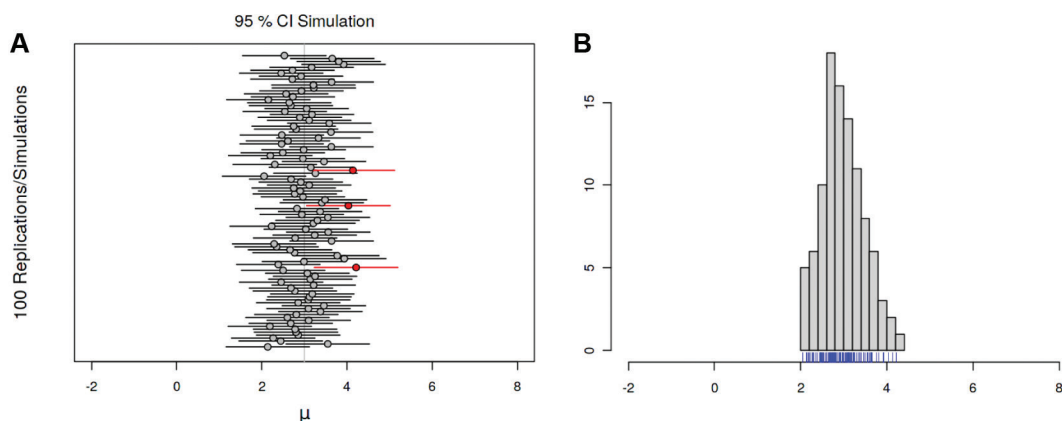 A
95 % CI Simulation
100 Replications/Simulations
-2 0 2 4 6 8
μ
B
15
10
5
0
-2 0 2 4 6 8